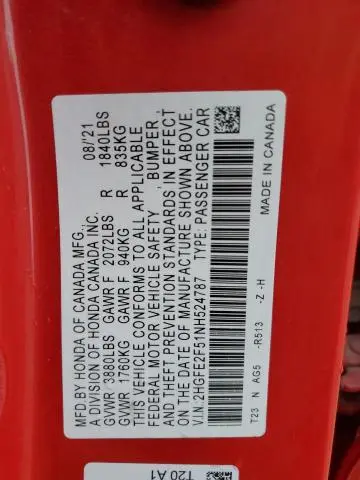 MFD BY HONDA OF CANADA MFG., 08/'21
A DIVISION OF HONDA CANADA INC.
GVWR 3880LBS GAWR F 2072LBS R 1840LBS
GVWR 1760KG GAWR F 940KG R 835KG
THIS VEHICLE CONFORMS TO ALL APPLICABLE
FEDERAL MOTOR VEHICLE SAFETY , BUMPER ,
AND THEFT PREVENTION STANDARDS IN EFFECT
ON THE DATE OF MANUFACTURE SHOWN ABOVE.
V.I.N:2HGFE2F51NH524787 TYPE: PASSENGER CAR
T23 N AG5 -R513 -Z -H MADE IN CANADA
T20 A1